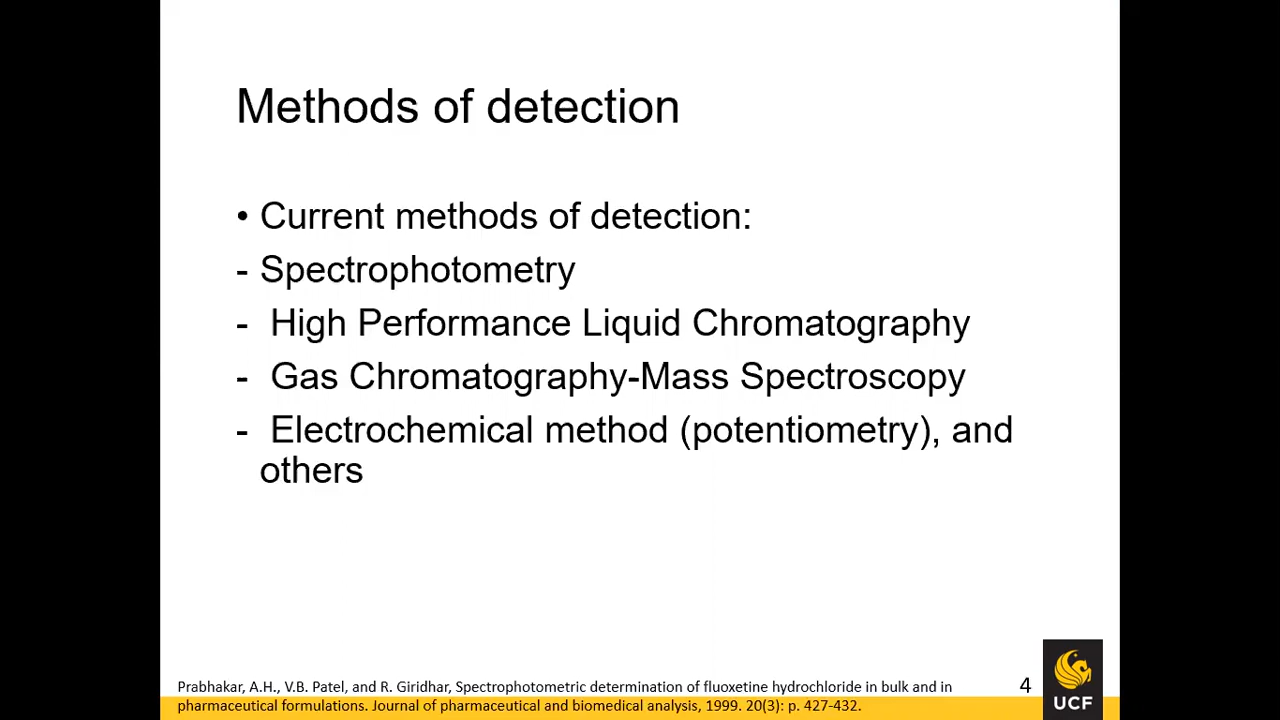 Methods of detection
• Current methods of detection:
- Spectrophotometry
- High Performance Liquid Chromatography
- Gas Chromatography-Mass Spectroscopy
- Electrochemical method (potentiometry), and
others
Prabhakar, A.H., V.B. Patel, and R. Giridhar, Spectrophotometric determination of fluoxetine hydrochloride in bulk and in
pharmaceutical formulations. Journal of pharmaceutical and biomedical analysis, 1999. 20(3): p. 427-432.
4
UCF